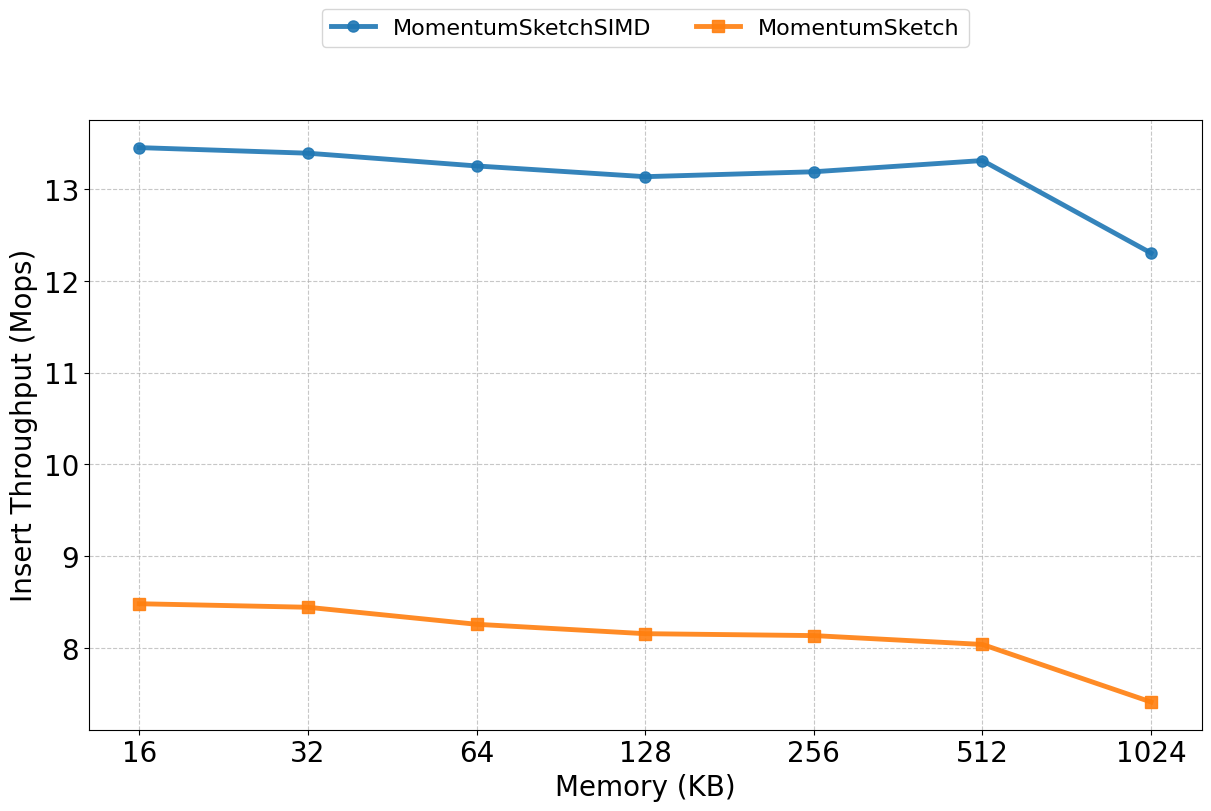 MomentumSketchSIMD MomentumSketch
Insert Throughput (Mops)
13
12
11
10
9
8
16 32 64 128 256 512 1024
Memory (KB)